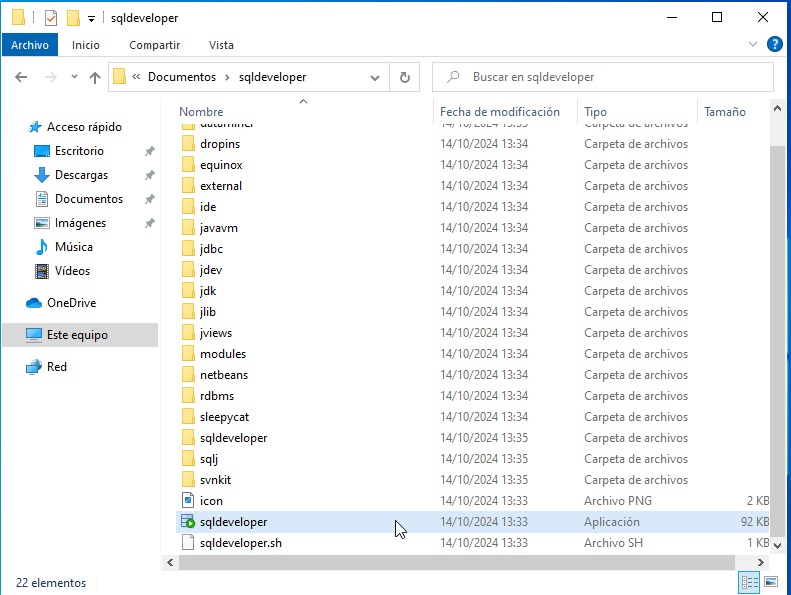 sqldeveloper
Archivo Inicio Compartir Vista
« Documentos › sqldeveloper
Buscar en sqldeveloper
Nombre Fecha de modificación Tipo Tamaño
Acceso rápido
Escritorio
Descargas
Documentos
Imágenes
Música
Vídeos
OneDrive
Este equipo
Red
dataminer 14/10/2024 13:33 Carpeta de archivos
dropins 14/10/2024 13:34 Carpeta de archivos
equinox 14/10/2024 13:34 Carpeta de archivos
external 14/10/2024 13:34 Carpeta de archivos
ide 14/10/2024 13:34 Carpeta de archivos
javavm 14/10/2024 13:34 Carpeta de archivos
jdbc 14/10/2024 13:34 Carpeta de archivos
jdev 14/10/2024 13:34 Carpeta de archivos
jdk 14/10/2024 13:34 Carpeta de archivos
jlib 14/10/2024 13:34 Carpeta de archivos
jviews 14/10/2024 13:34 Carpeta de archivos
modules 14/10/2024 13:34 Carpeta de archivos
netbeans 14/10/2024 13:34 Carpeta de archivos
rdbms 14/10/2024 13:34 Carpeta de archivos
sleepycat 14/10/2024 13:34 Carpeta de archivos
sqldeveloper 14/10/2024 13:35 Carpeta de archivos
sqlj 14/10/2024 13:35 Carpeta de archivos
svnkit 14/10/2024 13:35 Carpeta de archivos
icon 14/10/2024 13:33 Archivo PNG 2 KB
sqldeveloper 14/10/2024 13:33 Aplicación 92 KB
sqldeveloper.sh 14/10/2024 13:33 Archivo SH 1 KB
22 elementos